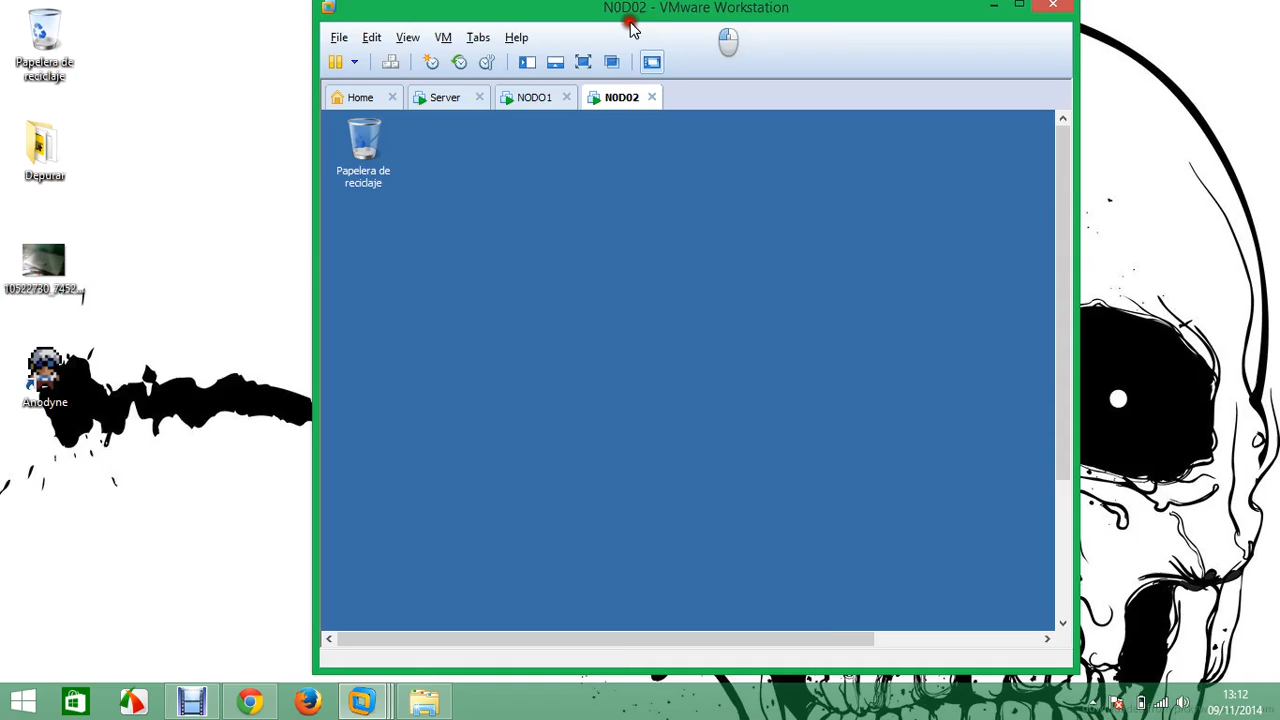 N0D02 - VMware Workstation
File Edit View VM Tabs Help
Home Server NODO1 N0D02
Papelera de
reciclaje
Papelera de
reciclaje
Depurar
10522730_7452...
Anodyne
13:12
09/11/2014